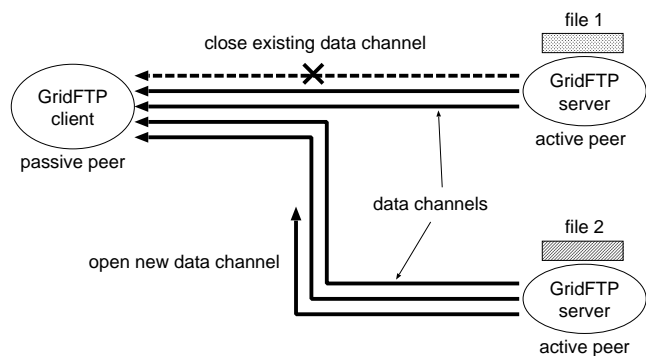 file 1
close existing data channel
GridFTP
client
GridFTP
server
passive peer
active peer
data channels
file 2
open new data channel
GridFTP
server
active peer